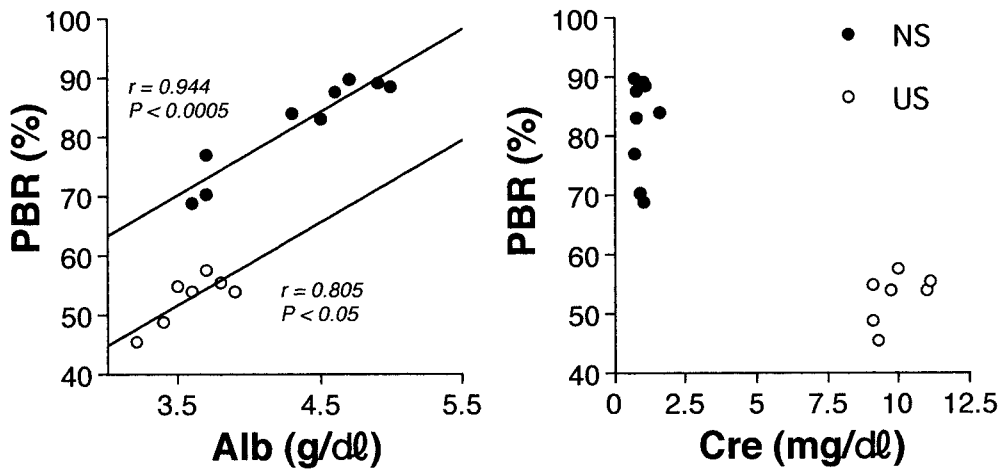 PBR (%)
100
90
80
70
60
50
40
r = 0.944
P < 0.0005
r = 0.805
P < 0.05
3.5 4.5 5.5
Alb (g/dℓ)
PBR (%)
100
90
80
70
60
50
40
NS
US
0 2.5 5 7.5 10 12.5
Cre (mg/dℓ)